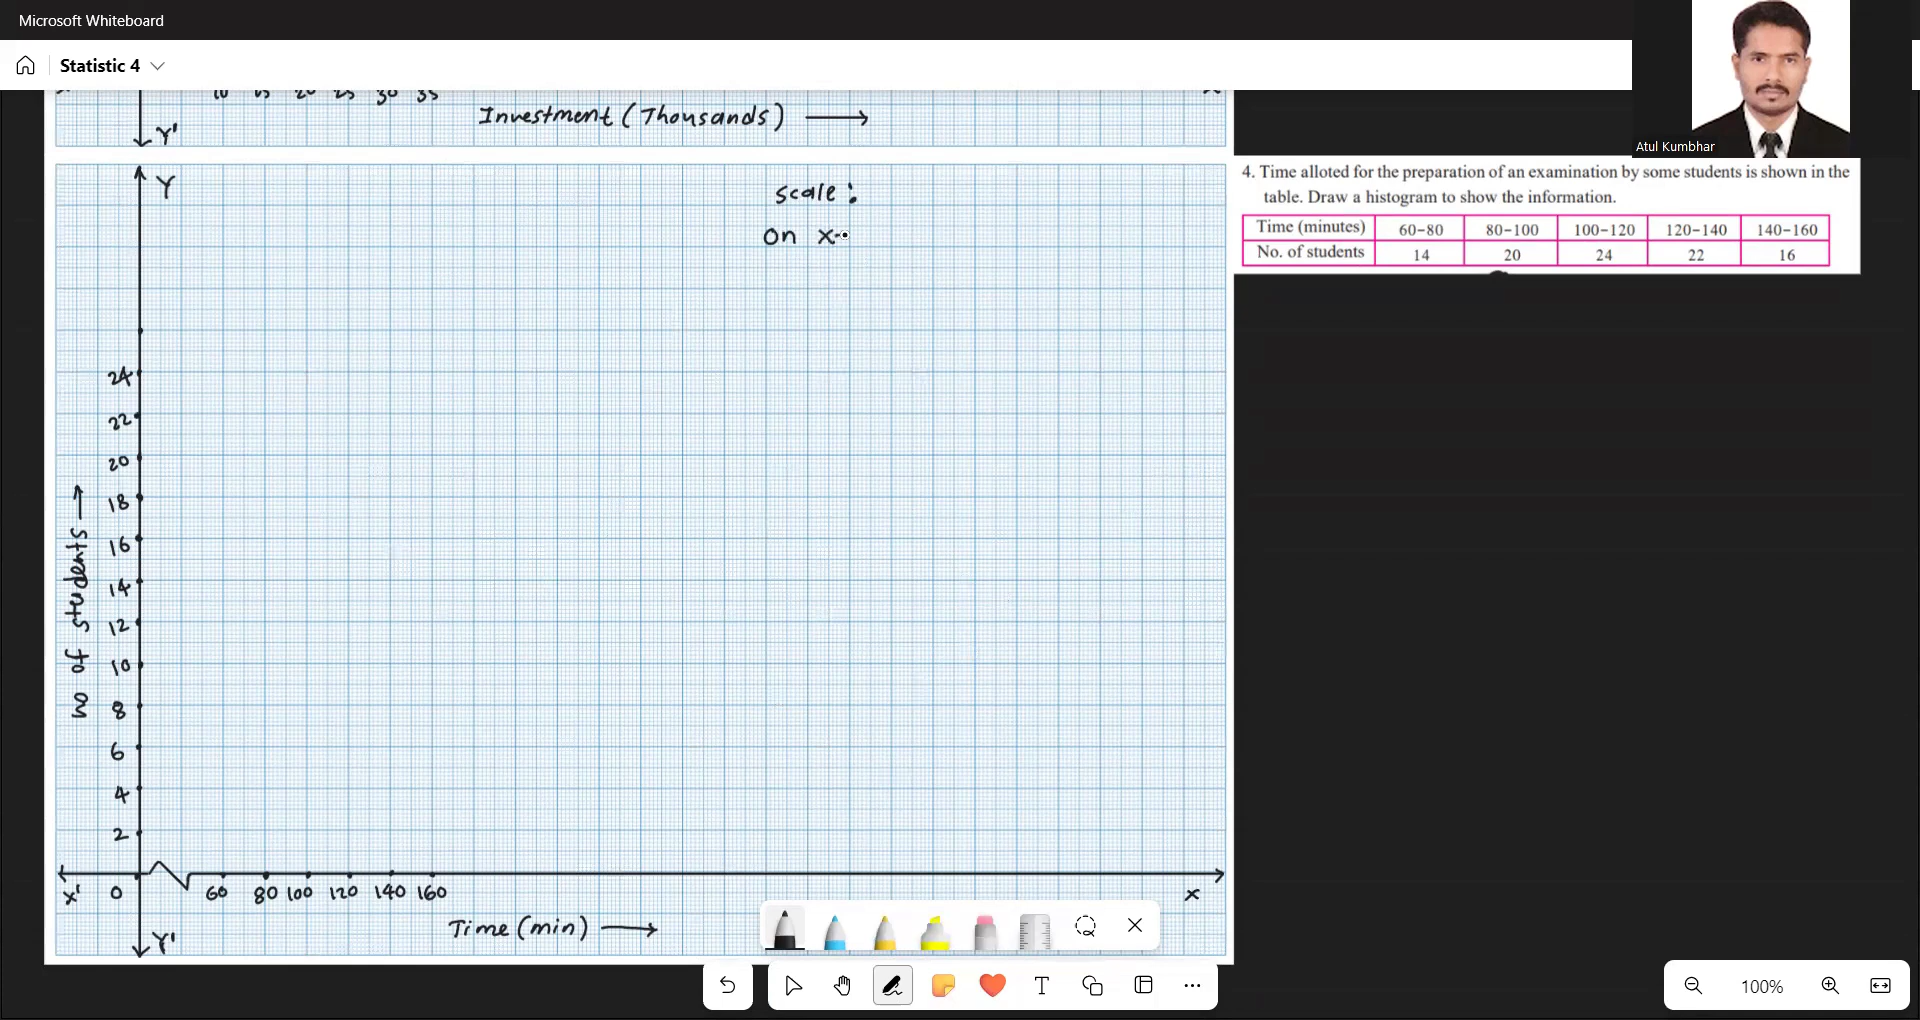 Microsoft Whiteboard
Statistic 4
Atul Kumbhar
35
Investment (Thousands)
Y'
Y
scale:
on x-
4. Time alloted for the preparation of an examination by some students is shown in the
table. Draw a histogram to show the information.
Time (minutes) 60–80 80–100 100–120 120–140 140–160
No. of students 14 20 24 22 16
24
22
20
18
16
14
12
10
8
6
4
2
no of students
X' 0 60 80 100 120 140 160 X
Time (min)
Y'
100%